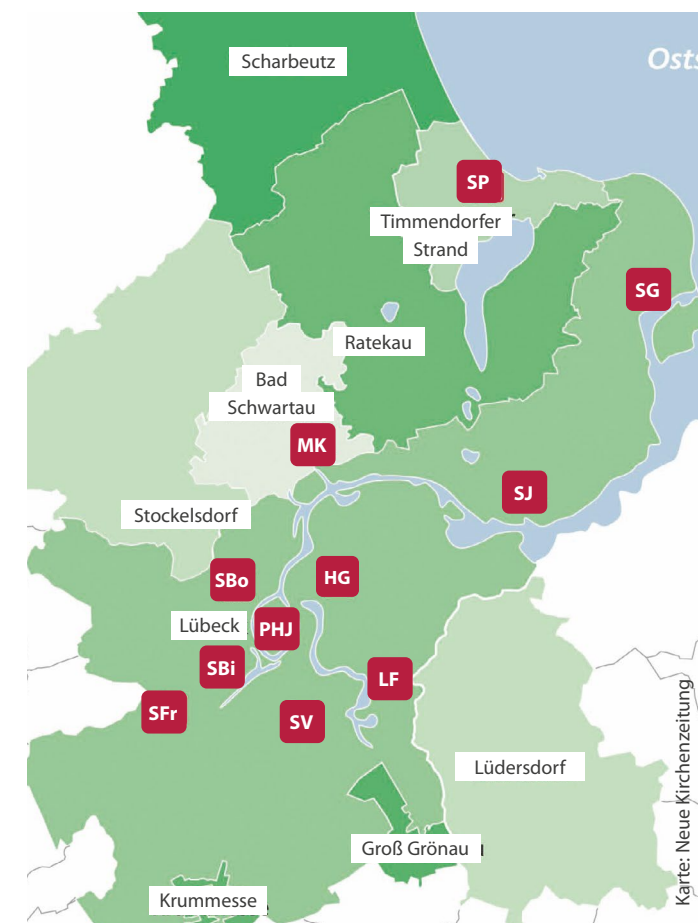 Scharbeutz
Osts
SP
Timmendorfer
Strand
SG
Ratekau
Bad
Schwartau
MK
SJ
Stockelsdorf
SBo
HG
Lübeck
PHJ
SBi
LF
SFr
SV
Lüdersdorf
Groß Grönau
Krummesse
Karte: Neue Kirchenzeitung